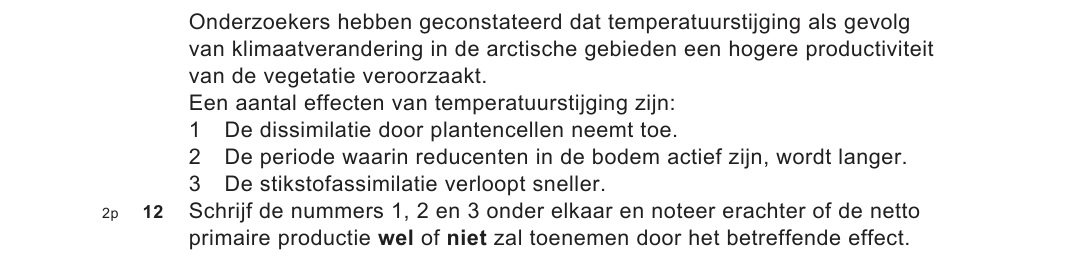 Onderzoekers hebben geconstateerd dat temperatuurstijging als gevolg
van klimaatverandering in de arctische gebieden een hogere productiviteit
van de vegetatie veroorzaakt.
Een aantal effecten van temperatuurstijging zijn:
1 De dissimilatie door plantencellen neemt toe.
2 De periode waarin reducenten in de bodem actief zijn, wordt langer.
3 De stikstofassimilatie verloopt sneller.
2p 12 Schrijf de nummers 1, 2 en 3 onder elkaar en noteer erachter of de netto
primaire productie wel of niet zal toenemen door het betreffende effect.